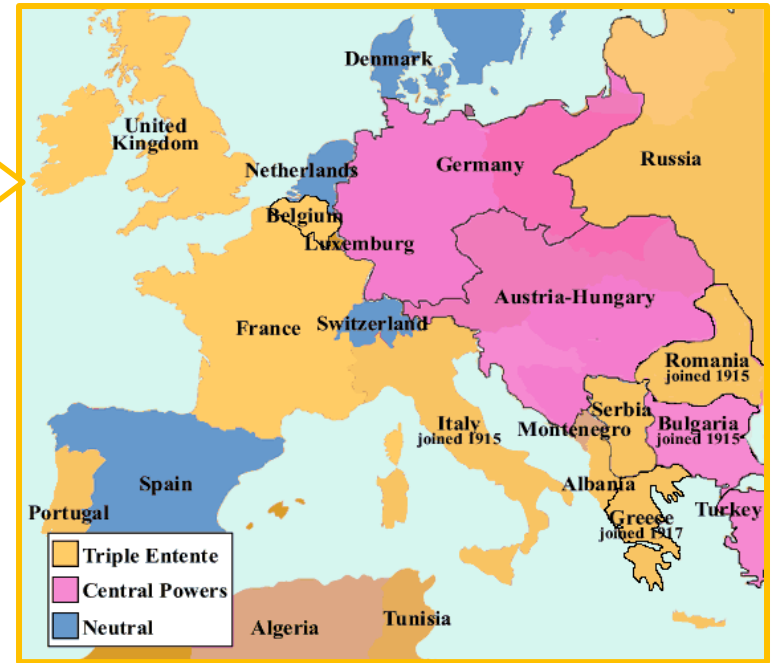 Denmark
United
Kingdom
Netherlands
Germany
Russia
Belgium
Luxemburg
Austria-Hungary
France
Switzerland
Romania
joined 1915
Serbia
Italy
joined 1915
Montenegro
Bulgaria
joined 1915
Spain
Albania
Portugal
Greece
joined 1917
Turkey
Triple Entente
Central Powers
Neutral
Algeria
Tunisia